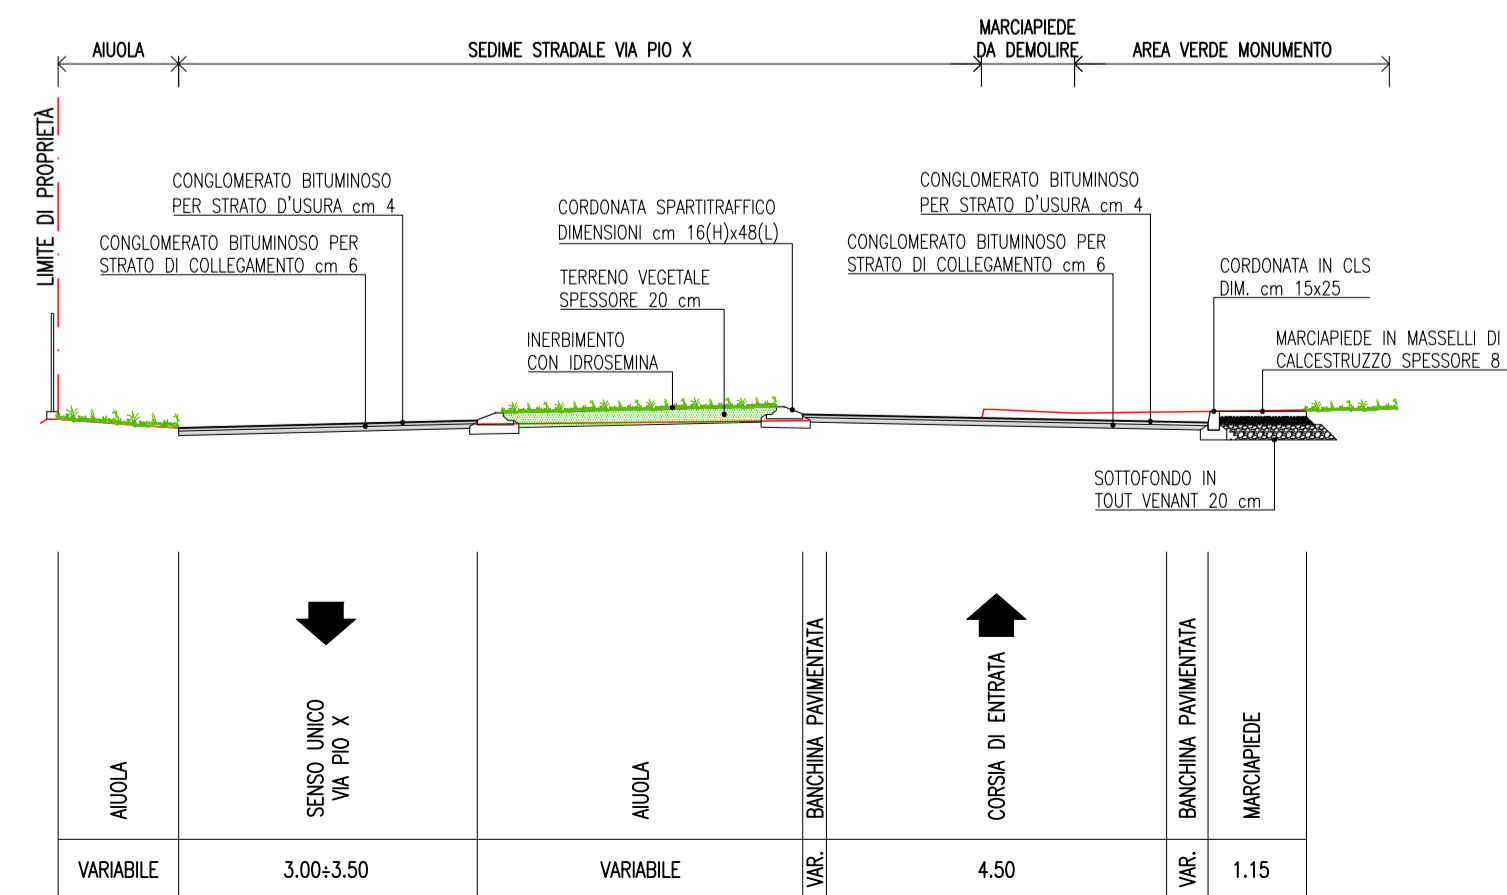 AIUOLA
SEDIME STRADALE VIA PIO X
MARCIAPIEDE
DA DEMOLIRE
AREA VERDE MONUMENTO
LIMITE DI PROPRIETÀ
CONGLOMERATO BITUMINOSO
PER STRATO D'USURA cm 4
CONGLOMERATO BITUMINOSO PER
STRATO DI COLLEGAMENTO cm 6
CORDONATA SPARTITRAFFICO
DIMENSIONI cm 16(H)x48(L)
TERRENO VEGETALE
SPESSORE 20 cm
INERBIMENTO
CON IDROSEMINA
CONGLOMERATO BITUMINOSO
PER STRATO D'USURA cm 4
CONGLOMERATO BITUMINOSO PER
STRATO DI COLLEGAMENTO cm 6
CORDONATA IN CLS
DIM. cm 15x25
MARCIAPIEDE IN MASSELLI DI
CALCESTRUZZO SPESSORE 8
SOTTOFONDO IN
TOUT VENANT 20 cm
AIUOLA
SENSO UNICO
VIA PIO X
AIUOLA
BANCHINA PAVIMENTATA
CORSIA DI ENTRATA
BANCHINA PAVIMENTATA
MARCIAPIEDE
VARIABILE
3.00÷3.50
VARIABILE
VAR.
4.50
VAR.
1.15